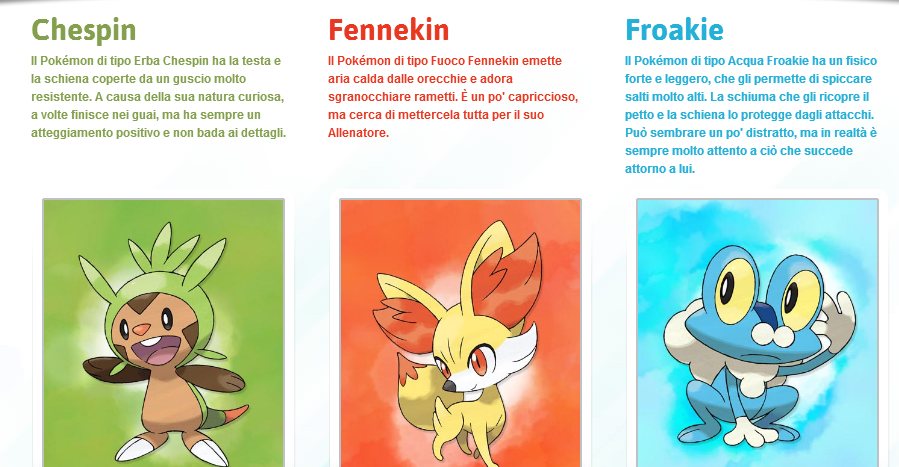 Chespin
Il Pokémon di tipo Erba Chespin ha la testa e
la schiena coperte da un guscio molto
resistente. A causa della sua natura curiosa,
a volte finisce nei guai, ma ha sempre un
atteggiamento positivo e non bada ai dettagli.
Fennekin
Il Pokémon di tipo Fuoco Fennekin emette
aria calda dalle orecchie e adora
sgranocchiare rametti. È un po' capriccioso,
ma cerca di mettercela tutta per il suo
Allenatore.
Froakie
Il Pokémon di tipo Acqua Froakie ha un fisico
forte e leggero, che gli permette di spiccare
salti molto alti. La schiuma che gli ricopre il
petto e la schiena lo protegge dagli attacchi.
Può sembrare un po' distratto, ma in realtà è
sempre molto attento a ciò che succede
attorno a lui.